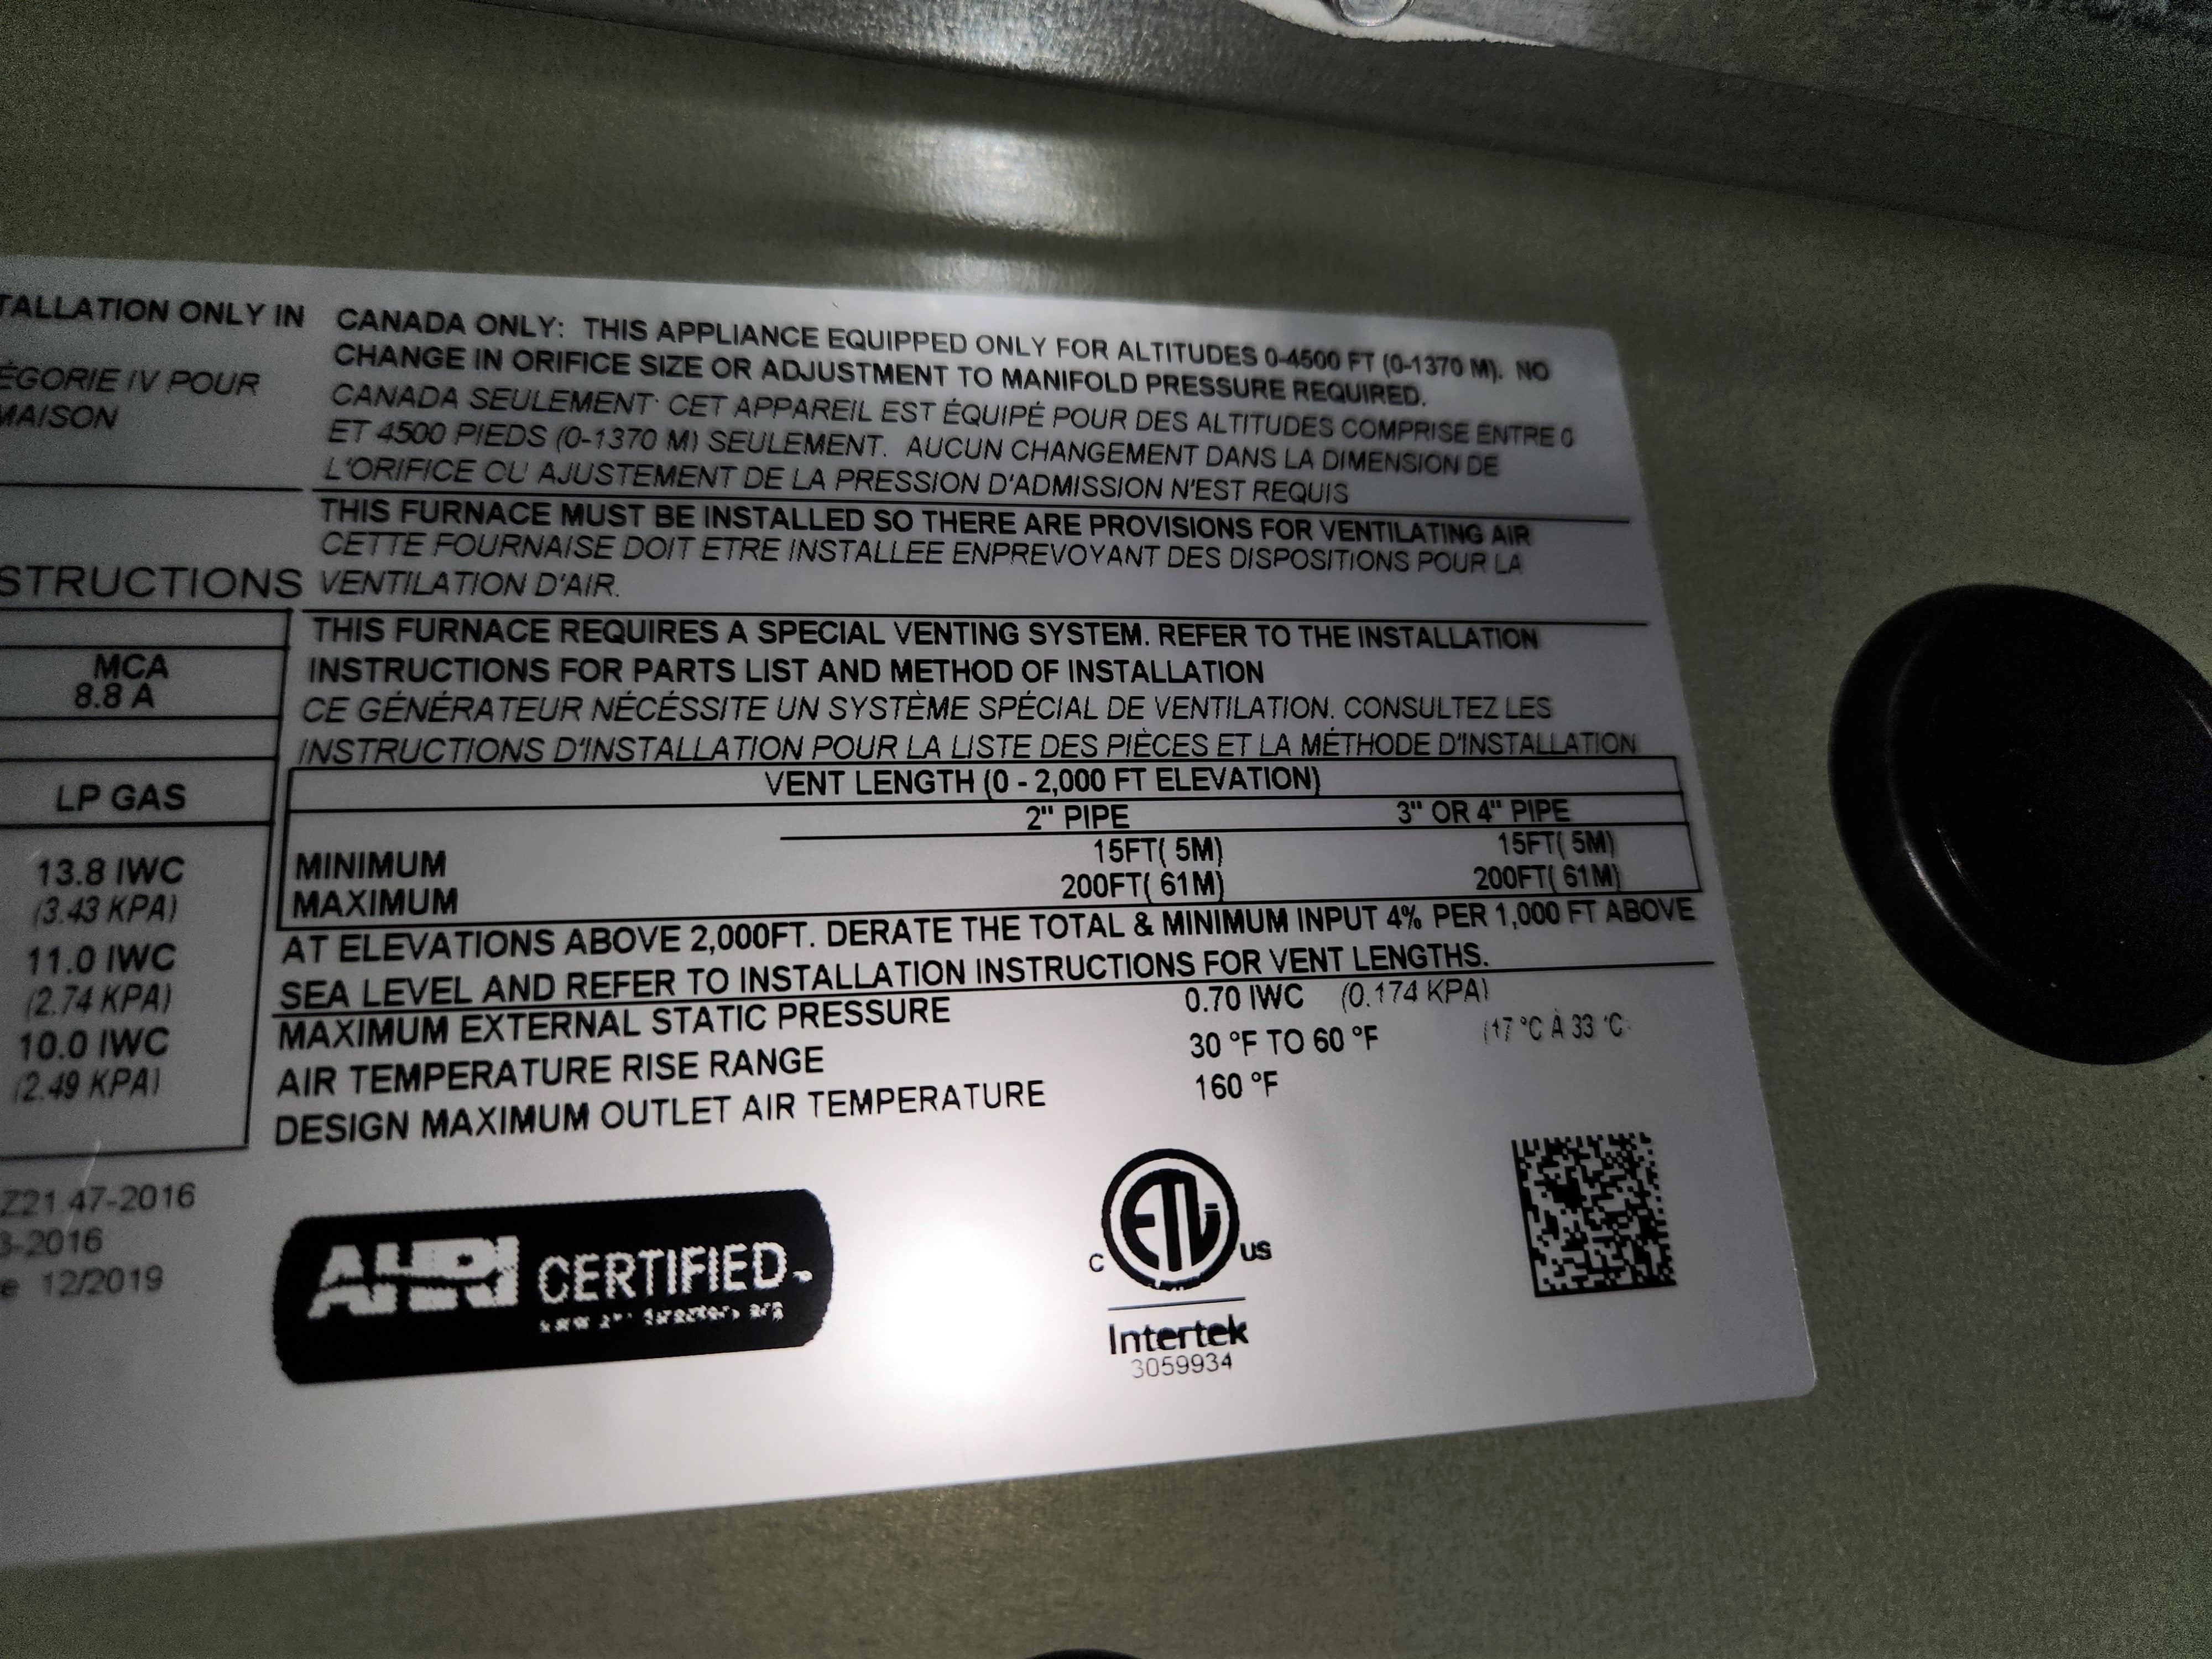 TALLATION ONLY IN
ÉGORIE IV POUR
MAISON
STRUCTIONS
MCA
8.8 A
LP GAS
13.8 IWC
(3.43 KPA)
11.0 IWC
(2.74 KPA)
10.0 IWC
(2.49 KPA)
Z21.47-2016
3-2016
e 12/2019
CANADA ONLY: THIS APPLIANCE EQUIPPED ONLY FOR ALTITUDES 0-4500 FT (0-1370 M). NO
CHANGE IN ORIFICE SIZE OR ADJUSTMENT TO MANIFOLD PRESSURE REQUIRED.
CANADA SEULEMENT: CET APPAREIL EST ÉQUIPÉ POUR DES ALTITUDES COMPRISE ENTRE 0
ET 4500 PIEDS (0-1370 M) SEULEMENT. AUCUN CHANGEMENT DANS LA DIMENSION DE
L'ORIFICE OU AJUSTEMENT DE LA PRESSION D'ADMISSION N'EST REQUIS
THIS FURNACE MUST BE INSTALLED SO THERE ARE PROVISIONS FOR VENTILATING AIR
CETTE FOURNAISE DOIT ETRE INSTALLEE ENPREVOYANT DES DISPOSITIONS POUR LA
VENTILATION D'AIR.
THIS FURNACE REQUIRES A SPECIAL VENTING SYSTEM. REFER TO THE INSTALLATION
INSTRUCTIONS FOR PARTS LIST AND METHOD OF INSTALLATION
CE GÉNÉRATEUR NÉCÉSSITE UN SYSTÈME SPÉCIAL DE VENTILATION. CONSULTEZ LES
INSTRUCTIONS D'INSTALLATION POUR LA LISTE DES PIÈCES ET LA MÉTHODE D'INSTALLATION
VENT LENGTH (0 - 2,000 FT ELEVATION)
2" PIPE 3" OR 4" PIPE
MINIMUM 15FT( 5M) 15FT( 5M)
MAXIMUM 200FT( 61M) 200FT( 61M)
AT ELEVATIONS ABOVE 2,000FT. DERATE THE TOTAL & MINIMUM INPUT 4% PER 1,000 FT ABOVE
SEA LEVEL AND REFER TO INSTALLATION INSTRUCTIONS FOR VENT LENGTHS.
MAXIMUM EXTERNAL STATIC PRESSURE 0.70 IWC (0.174 KPA)
AIR TEMPERATURE RISE RANGE 30 °F TO 60 °F (17 °C À 33 °C
DESIGN MAXIMUM OUTLET AIR TEMPERATURE 160 °F
AHRI CERTIFIED
C ETL US
Intertek
3059934